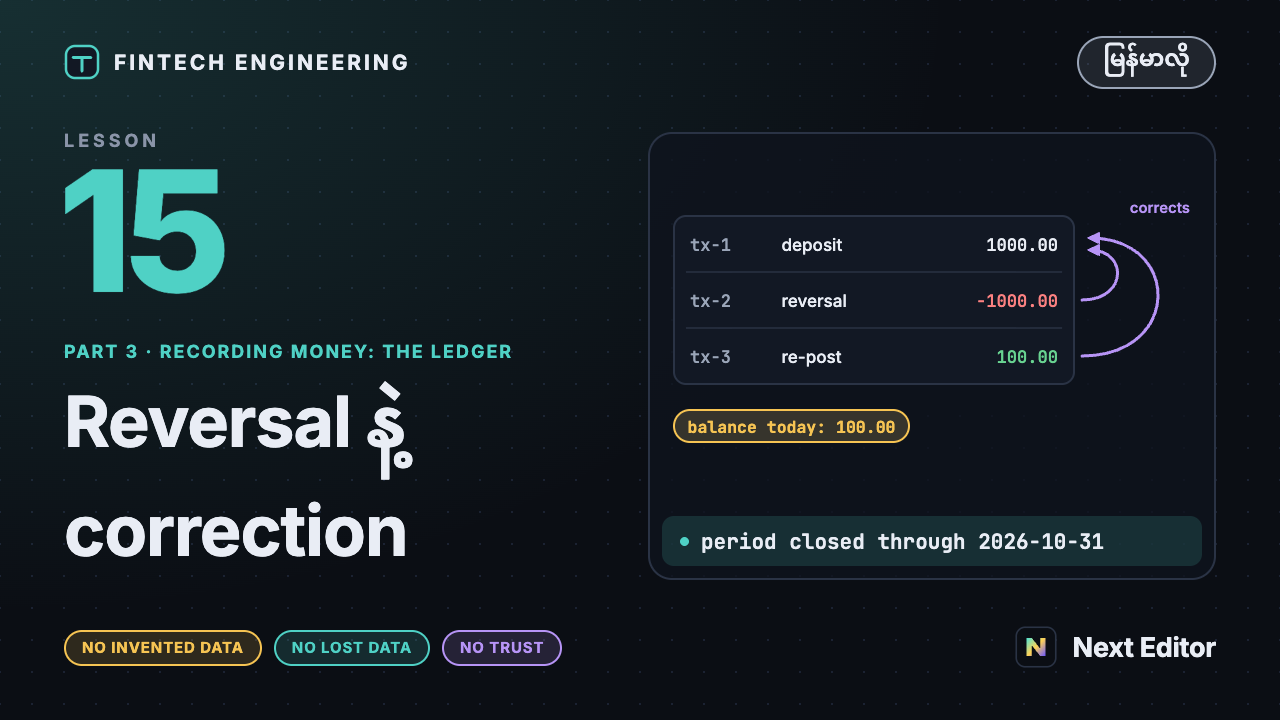 FINTECH ENGINEERING
မြန်မာလို
LESSON
15
PART 3 · RECORDING MONEY: THE LEDGER
Reversal နဲ့
correction
NO INVENTED DATA
NO LOST DATA
NO TRUST
corrects
tx-1 deposit 1000.00
tx-2 reversal -1000.00
tx-3 re-post 100.00
balance today: 100.00
period closed through 2026-10-31
N Next Editor